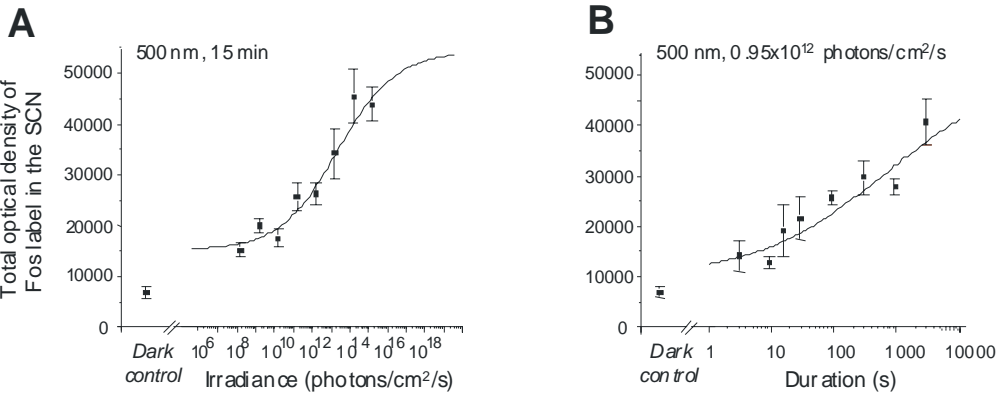 A
500 nm, 15 min
Total optical density of
Fos label in the SCN
50000
40000
30000
20000
10000
0
Dark
control
10⁶ 10⁸ 10¹⁰ 10¹² 10¹⁴ 10¹⁶ 10¹⁸
Irradiance (photons/cm²/s)
B
500 nm, 0.95x10¹² photons/cm²/s
50000
40000
30000
20000
10000
0
Dark
control
1 10 100 1000 10000
Duration (s)